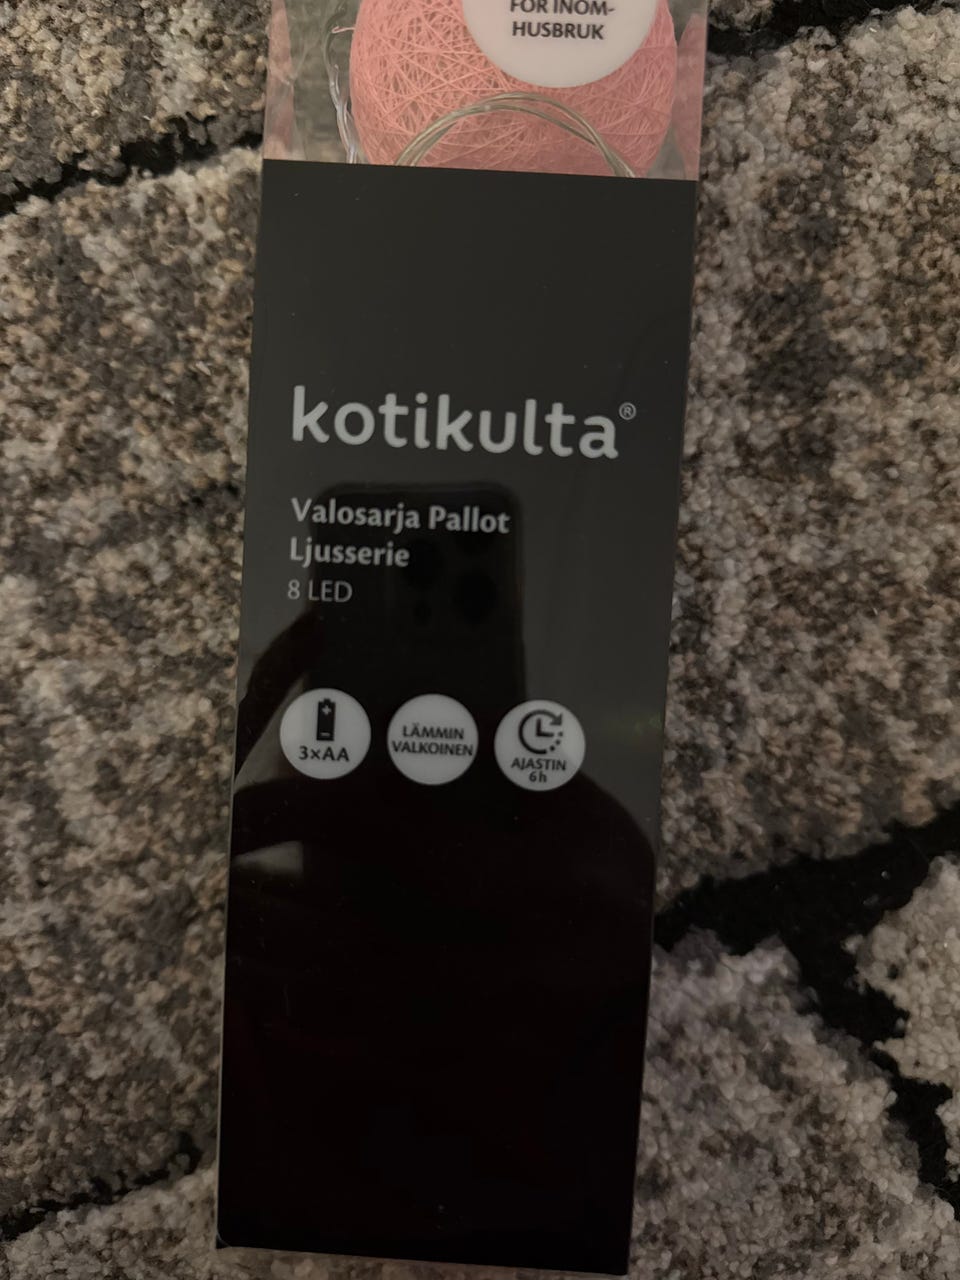 FÖR INOM-
HUSBRUK
kotikulta®
Valosarja Pallot
Ljusserie
8 LED
3×AA
LÄMMIN
VALKOINEN
AJASTIN
6h